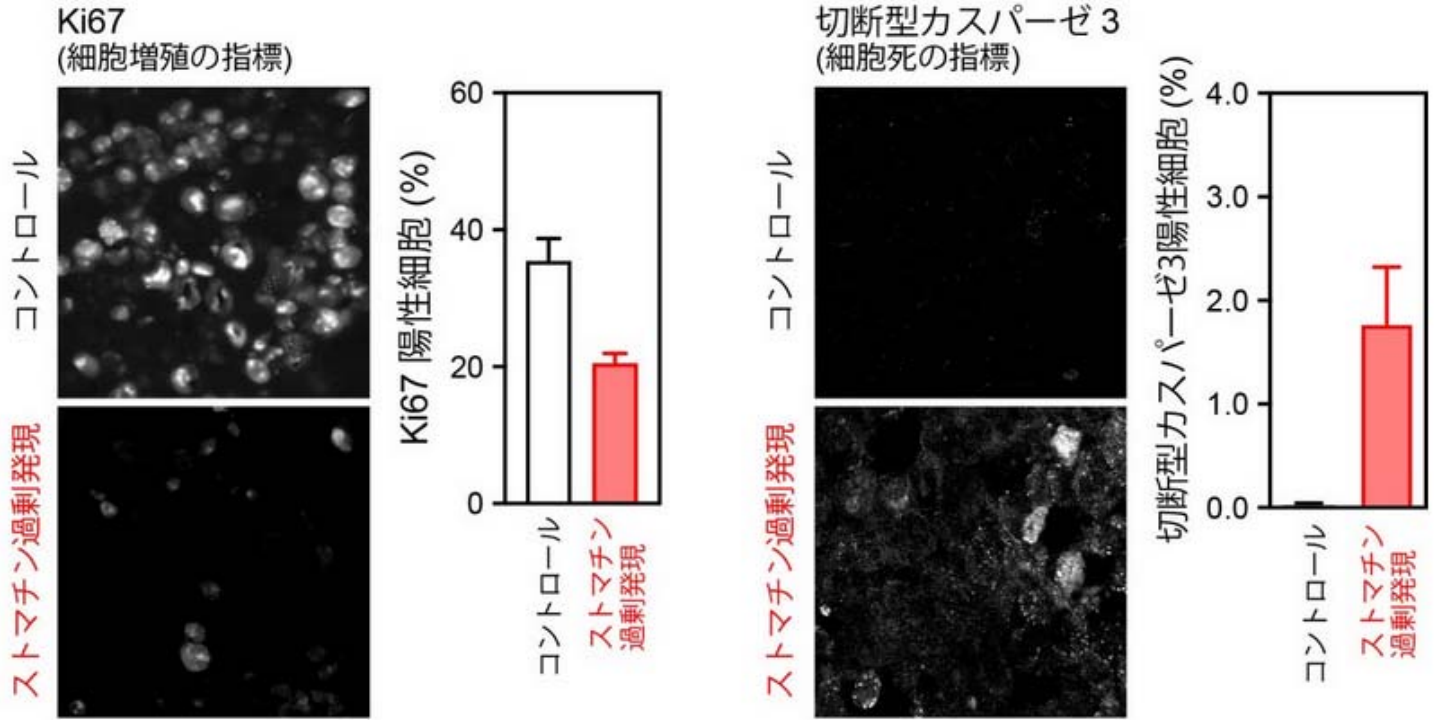 Ki67
(細胞増殖の指標)
コントロール
ストマチン過剰発現
Ki67 陽性細胞 (%)
60
40
20
0
コントロール
ストマチン
過剰発現
切断型カスパーゼ 3
(細胞死の指標)
コントロール
ストマチン過剰発現
切断型カスパーゼ3陽性細胞 (%)
4.0
3.0
2.0
1.0
0.0
コントロール
ストマチン
過剰発現